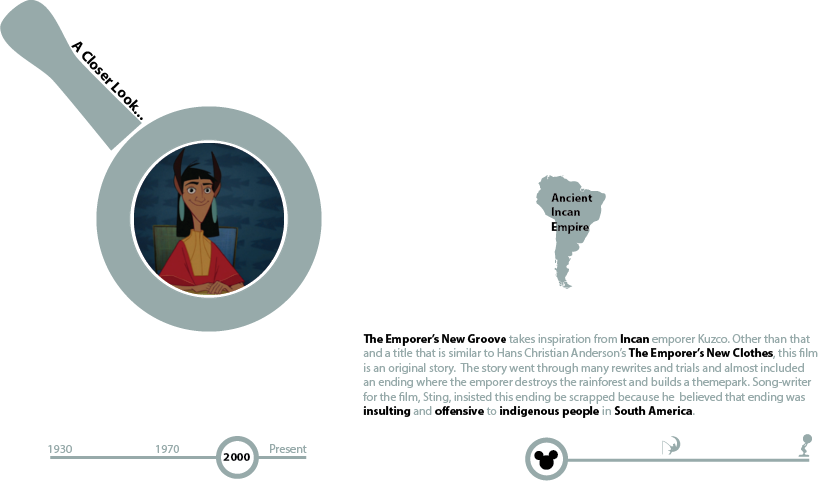 A Closer Look...
Ancient
Incan
Empire
The Emporer's New Groove takes inspiration from Incan emporer Kuzco. Other than that
and a title that is similar to Hans Christian Anderson's The Emporer's New Clothes, this film
is an original story. The story went through many rewrites and trials and almost included
an ending where the emporer destroys the rainforest and builds a themepark. Song-writer
for the film, Sting, insisted this ending be scrapped because he believed that ending was
insulting and offensive to indigenous people in South America.
1930
1970
2000
Present